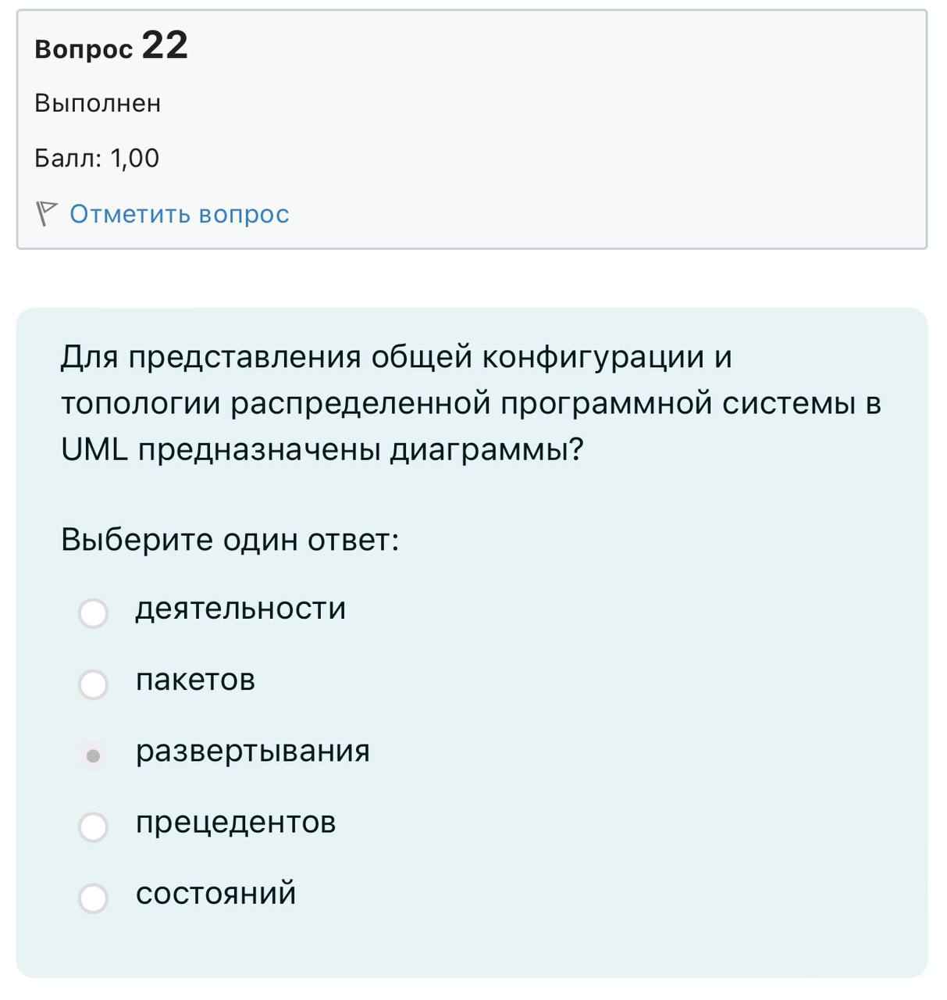 Вопрос 22
Выполнен
Балл: 1,00
Отметить вопрос
Для представления общей конфигурации и
топологии распределенной программной системы в
UML предназначены диаграммы?
Выберите один ответ:
деятельности
пакетов
развертывания
прецедентов
состояний